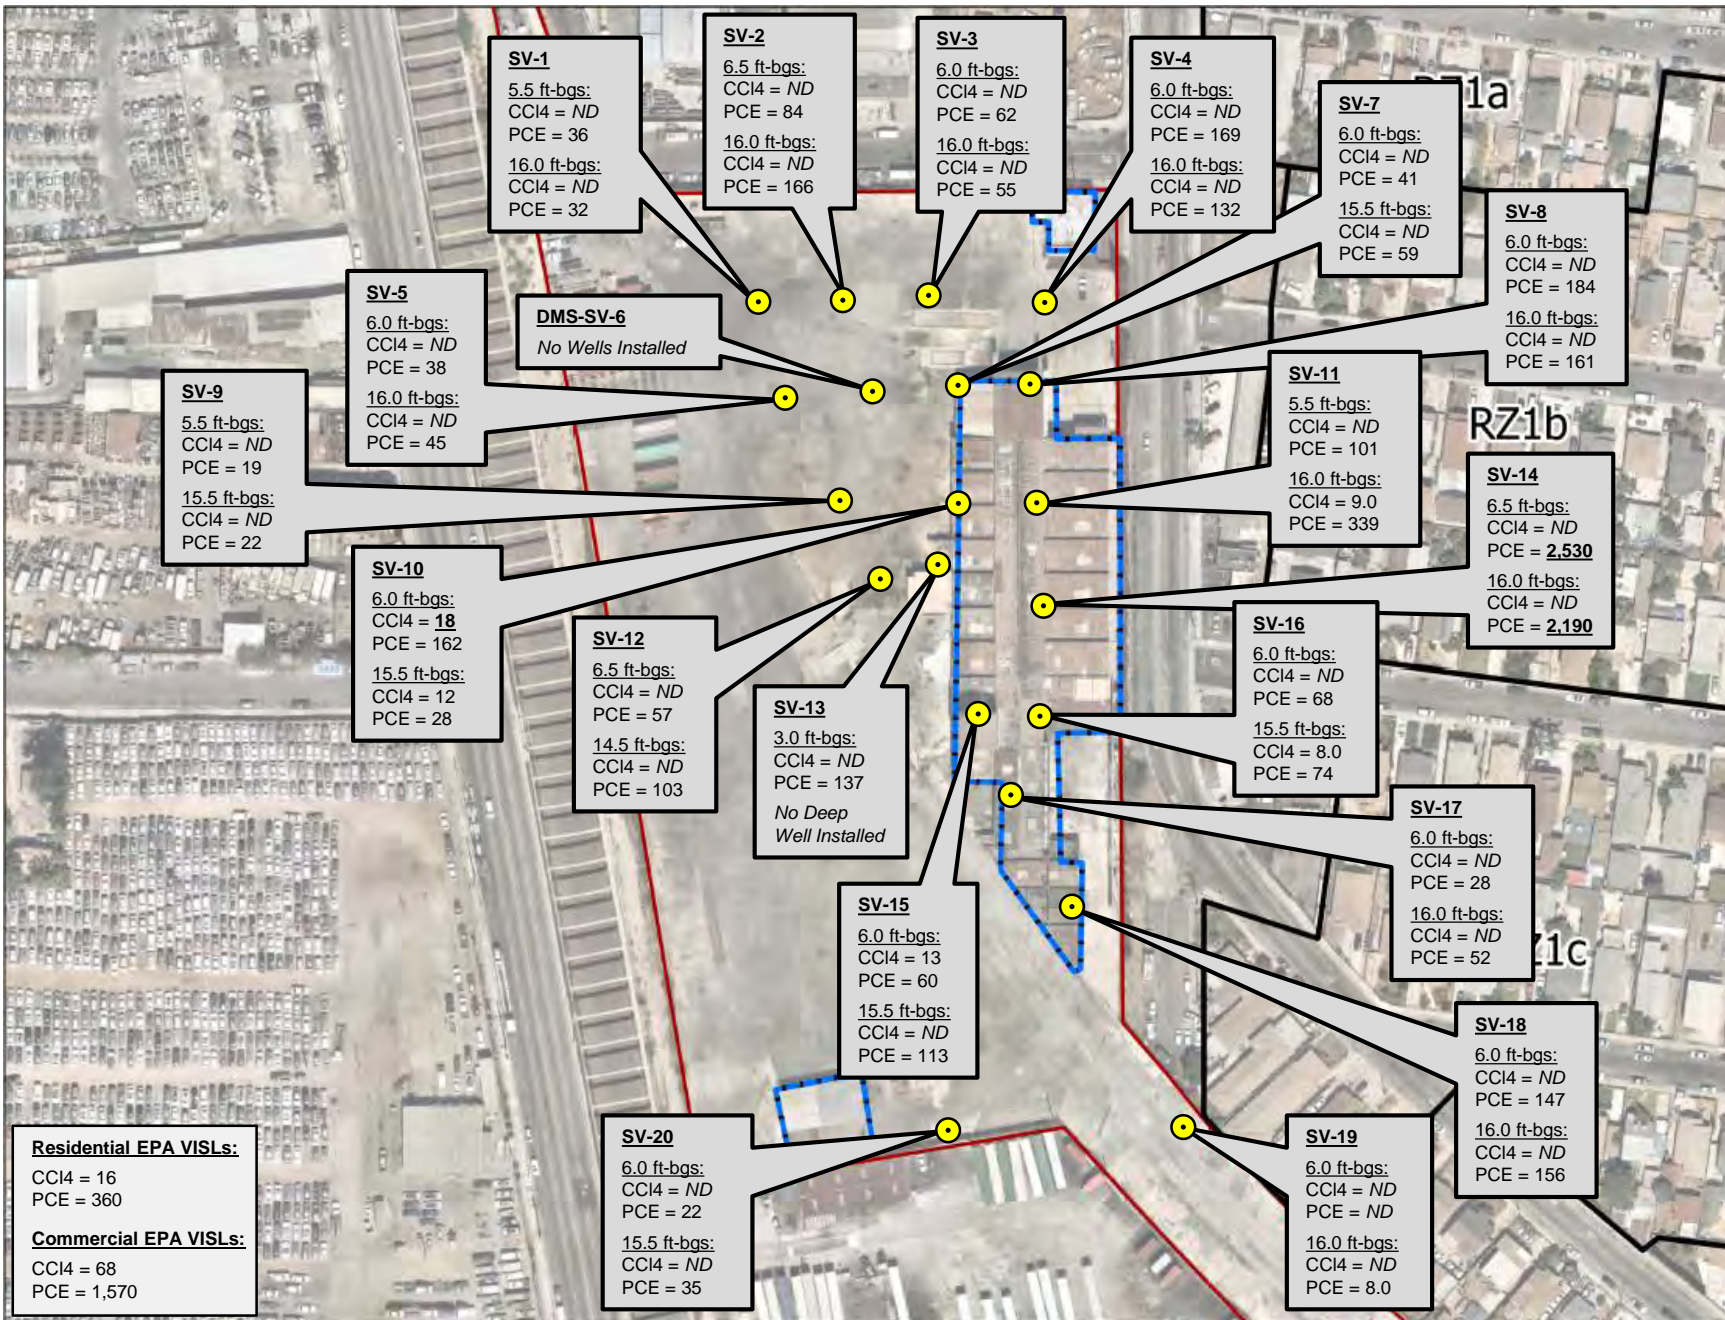 SV-1
5.5 ft-bgs:
CCl4 = ND
PCE = 36
16.0 ft-bgs:
CCl4 = ND
PCE = 32
SV-2
6.5 ft-bgs:
CCl4 = ND
PCE = 84
16.0 ft-bgs:
CCl4 = ND
PCE = 166
SV-3
6.0 ft-bgs:
CCl4 = ND
PCE = 62
16.0 ft-bgs:
CCl4 = ND
PCE = 55
SV-4
6.0 ft-bgs:
CCl4 = ND
PCE = 169
16.0 ft-bgs:
CCl4 = ND
PCE = 132
1a
SV-7
6.0 ft-bgs:
CCl4 = ND
PCE = 41
15.5 ft-bgs:
CCl4 = ND
PCE = 59
SV-8
6.0 ft-bgs:
CCl4 = ND
PCE = 184
16.0 ft-bgs:
CCl4 = ND
PCE = 161
SV-5
6.0 ft-bgs:
CCl4 = ND
PCE = 38
16.0 ft-bgs:
CCl4 = ND
PCE = 45
DMS-SV-6
No Wells Installed
SV-9
5.5 ft-bgs:
CCl4 = ND
PCE = 19
15.5 ft-bgs:
CCl4 = ND
PCE = 22
SV-11
5.5 ft-bgs:
CCl4 = ND
PCE = 101
16.0 ft-bgs:
CCl4 = 9.0
PCE = 339
RZ1b
SV-14
6.5 ft-bgs:
CCl4 = ND
PCE = 2,530
16.0 ft-bgs:
CCl4 = ND
PCE = 2,190
SV-10
6.0 ft-bgs:
CCl4 = 18
PCE = 162
15.5 ft-bgs:
CCl4 = 12
PCE = 28
SV-12
6.5 ft-bgs:
CCl4 = ND
PCE = 57
14.5 ft-bgs:
CCl4 = ND
PCE = 103
SV-13
3.0 ft-bgs:
CCl4 = ND
PCE = 137
No Deep
Well Installed
SV-16
6.0 ft-bgs:
CCl4 = ND
PCE = 68
15.5 ft-bgs:
CCl4 = 8.0
PCE = 74
SV-17
6.0 ft-bgs:
CCl4 = ND
PCE = 28
16.0 ft-bgs:
CCl4 = ND
PCE = 52
Z1c
SV-15
6.0 ft-bgs:
CCl4 = 13
PCE = 60
15.5 ft-bgs:
CCl4 = ND
PCE = 113
SV-18
6.0 ft-bgs:
CCl4 = ND
PCE = 147
16.0 ft-bgs:
CCl4 = ND
PCE = 156
SV-20
6.0 ft-bgs:
CCl4 = ND
PCE = 22
15.5 ft-bgs:
CCl4 = ND
PCE = 35
SV-19
6.0 ft-bgs:
CCl4 = ND
PCE = ND
16.0 ft-bgs:
CCl4 = ND
PCE = 8.0
Residential EPA VISLs:
CCl4 = 16
PCE = 360
Commercial EPA VISLs:
CCl4 = 68
PCE = 1,570